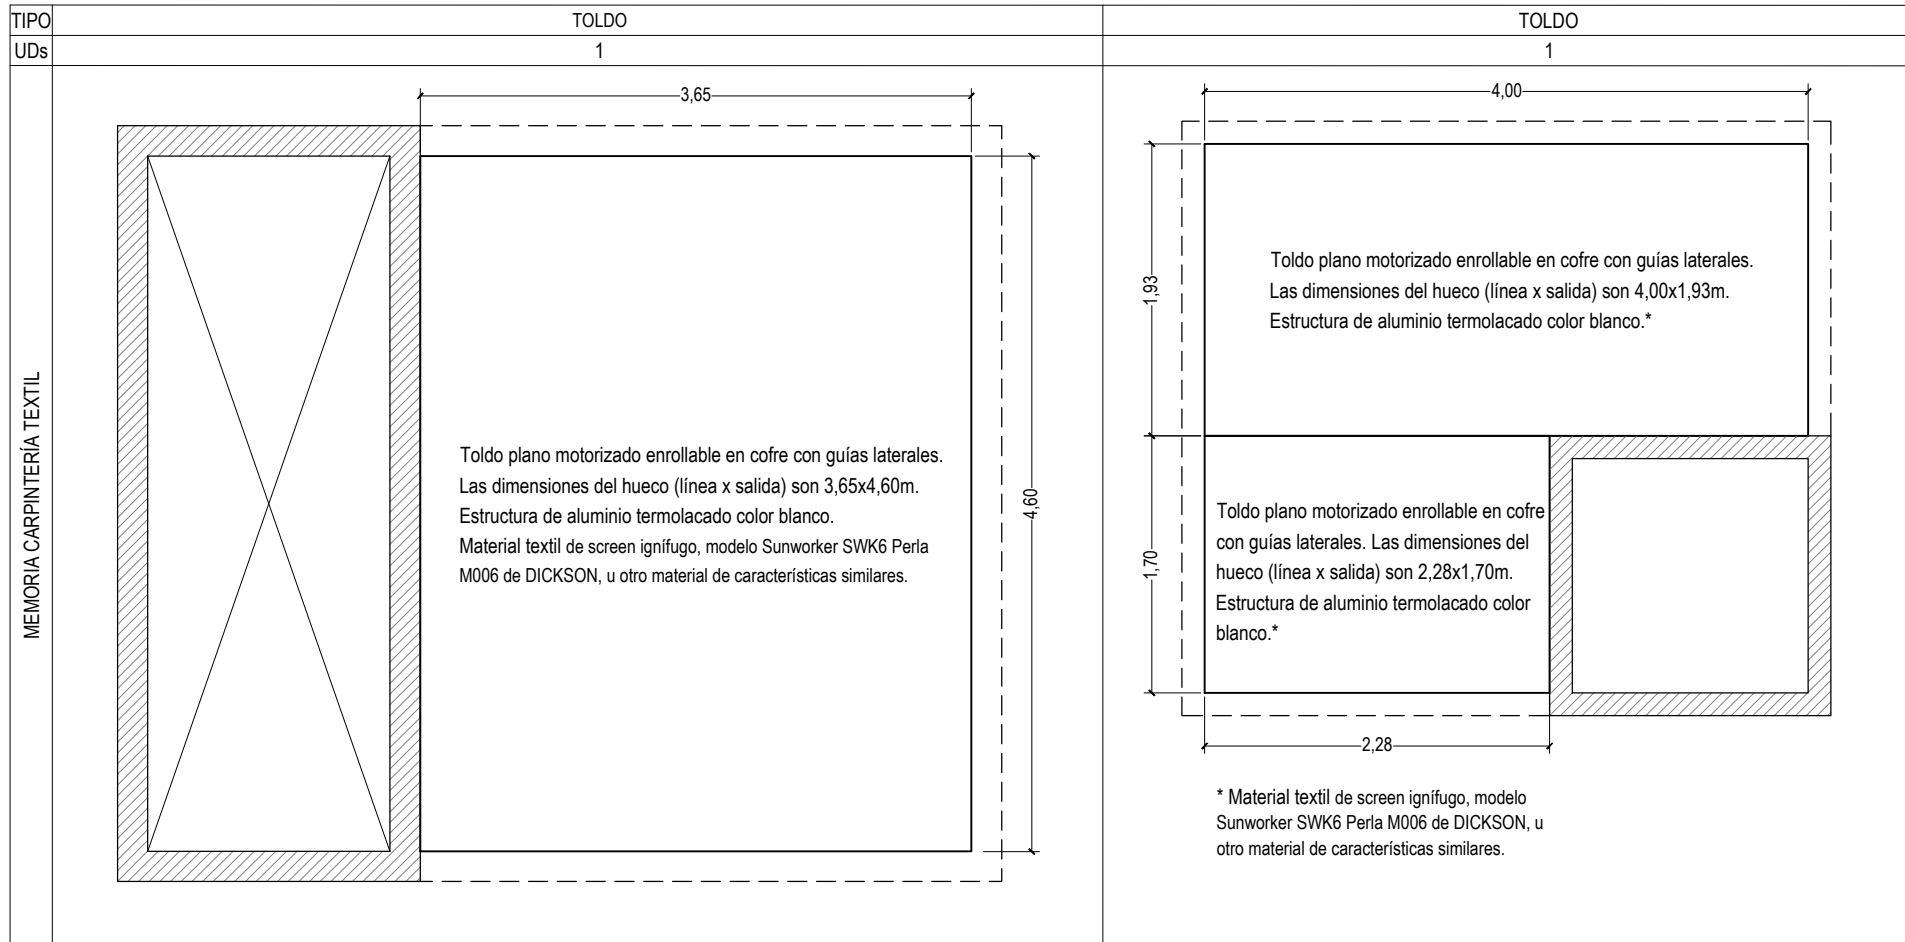 TIPO
TOLDO
TOLDO
UDs
1
1
MEMORIA CARPINTERÍA TEXTIL
3,65
4,60
Toldo plano motorizado enrollable en cofre con guías laterales.
Las dimensiones del hueco (línea x salida) son 3,65x4,60m.
Estructura de aluminio termolacado color blanco.
Material textil de screen ignífugo, modelo Sunworker SWK6 Perla
M006 de DICKSON, u otro material de características similares.
4,00
1,93
Toldo plano motorizado enrollable en cofre con guías laterales.
Las dimensiones del hueco (línea x salida) son 4,00x1,93m.
Estructura de aluminio termolacado color blanco.*
1,70
Toldo plano motorizado enrollable en cofre
con guías laterales. Las dimensiones del
hueco (línea x salida) son 2,28x1,70m.
Estructura de aluminio termolacado color
blanco.*
2,28
* Material textil de screen ignífugo, modelo
Sunworker SWK6 Perla M006 de DICKSON, u
otro material de características similares.